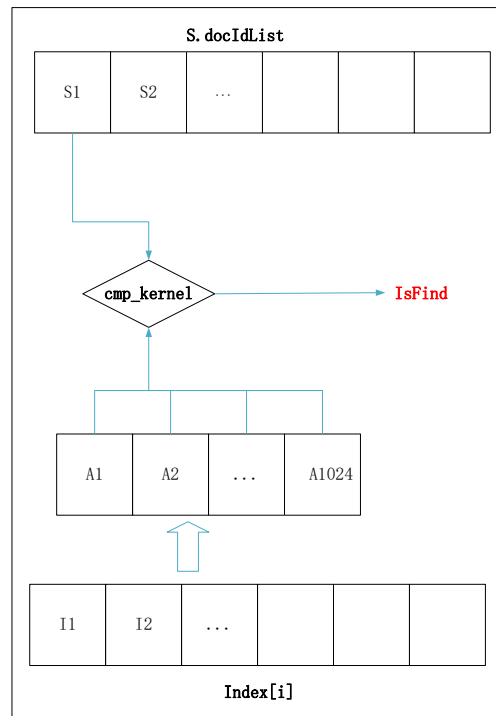 S.docIdList
S1 S2 ...
cmp_kernel
IsFind
A1 A2 ... A1024
I1 I2 ...
Index[i]